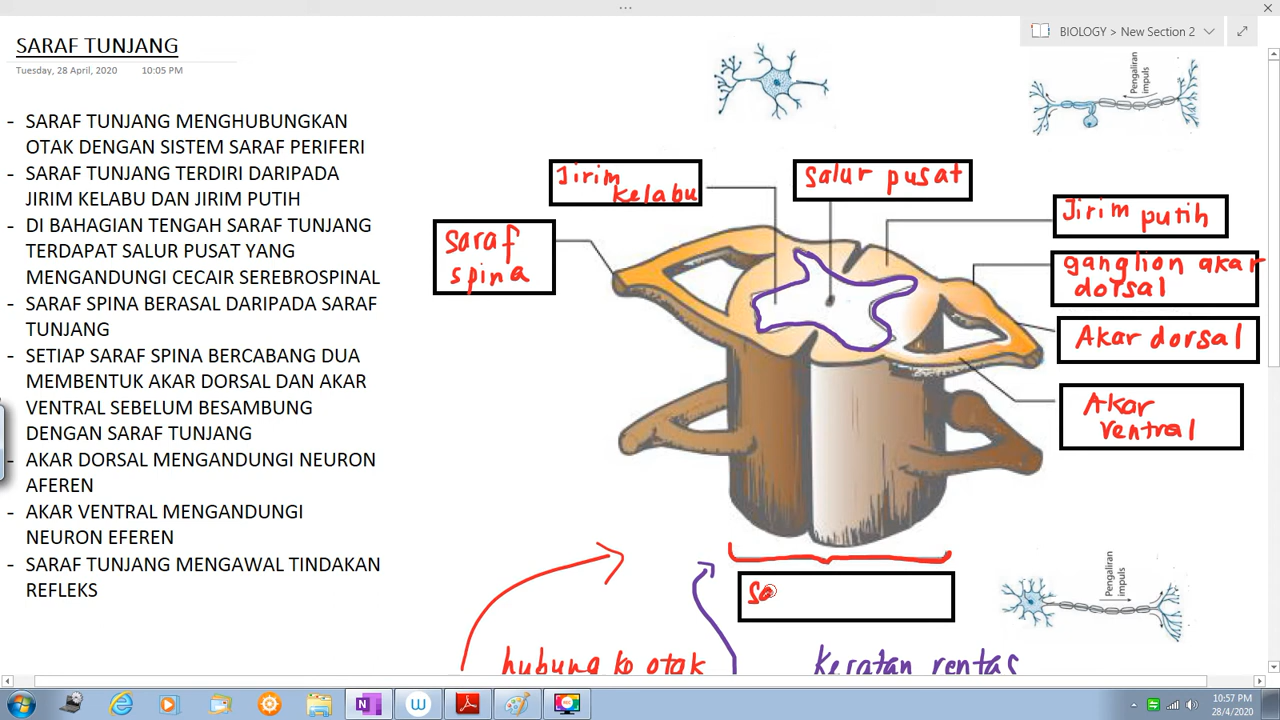 BIOLOGY > New Section 2
SARAF TUNJANG
Tuesday, 28 April, 2020 10:05 PM
- SARAF TUNJANG MENGHUBUNGKAN
OTAK DENGAN SISTEM SARAF PERIFERI
- SARAF TUNJANG TERDIRI DARIPADA
JIRIM KELABU DAN JIRIM PUTIH
- DI BAHAGIAN TENGAH SARAF TUNJANG
TERDAPAT SALUR PUSAT YANG
MENGANDUNGI CECAIR SEREBROSPINAL
- SARAF SPINA BERASAL DARIPADA SARAF
TUNJANG
- SETIAP SARAF SPINA BERCABANG DUA
MEMBENTUK AKAR DORSAL DAN AKAR
VENTRAL SEBELUM BESAMBUNG
DENGAN SARAF TUNJANG
- AKAR DORSAL MENGANDUNGI NEURON
AFEREN
- AKAR VENTRAL MENGANDUNGI
NEURON EFEREN
- SARAF TUNJANG MENGAWAL TINDAKAN
REFLEKS
Pengaliran
impuls
Jirim
kelabu
Salur pusat
Saraf
spina
Jirim putih
ganglion akar
dorsal
Akar dorsal
Akar
ventral
Sa
Pengaliran
impuls
hubung ko otak
keratan rentas
W
10:57 PM
28/4/2020